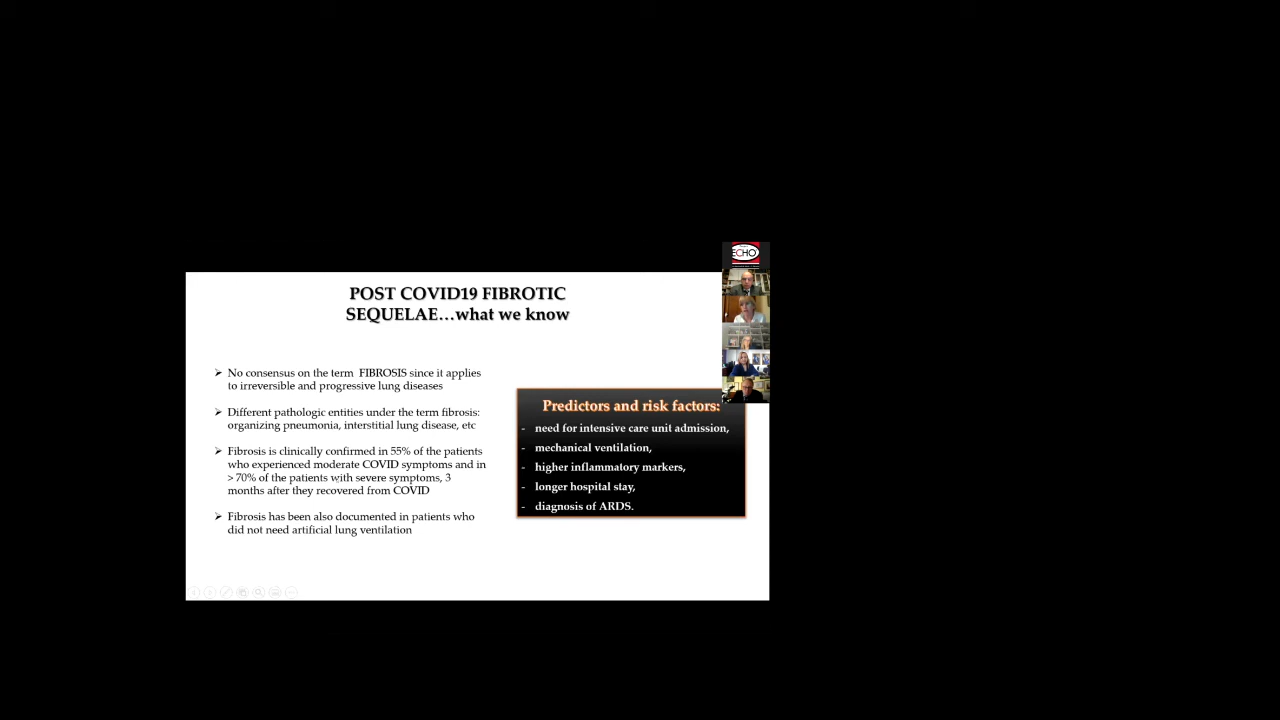 ECHO
POST COVID19 FIBROTIC
SEQUELAE…what we know
➢ No consensus on the term FIBROSIS since it applies
to irreversible and progressive lung diseases
➢ Different pathologic entities under the term fibrosis:
organizing pneumonia, interstitial lung disease, etc
➢ Fibrosis is clinically confirmed in 55% of the patients
who experienced moderate COVID symptoms and in
> 70% of the patients with severe symptoms, 3
months after they recovered from COVID
➢ Fibrosis has been also documented in patients who
did not need artificial lung ventilation
Predictors and risk factors:
- need for intensive care unit admission,
- mechanical ventilation,
- higher inflammatory markers,
- longer hospital stay,
- diagnosis of ARDS.